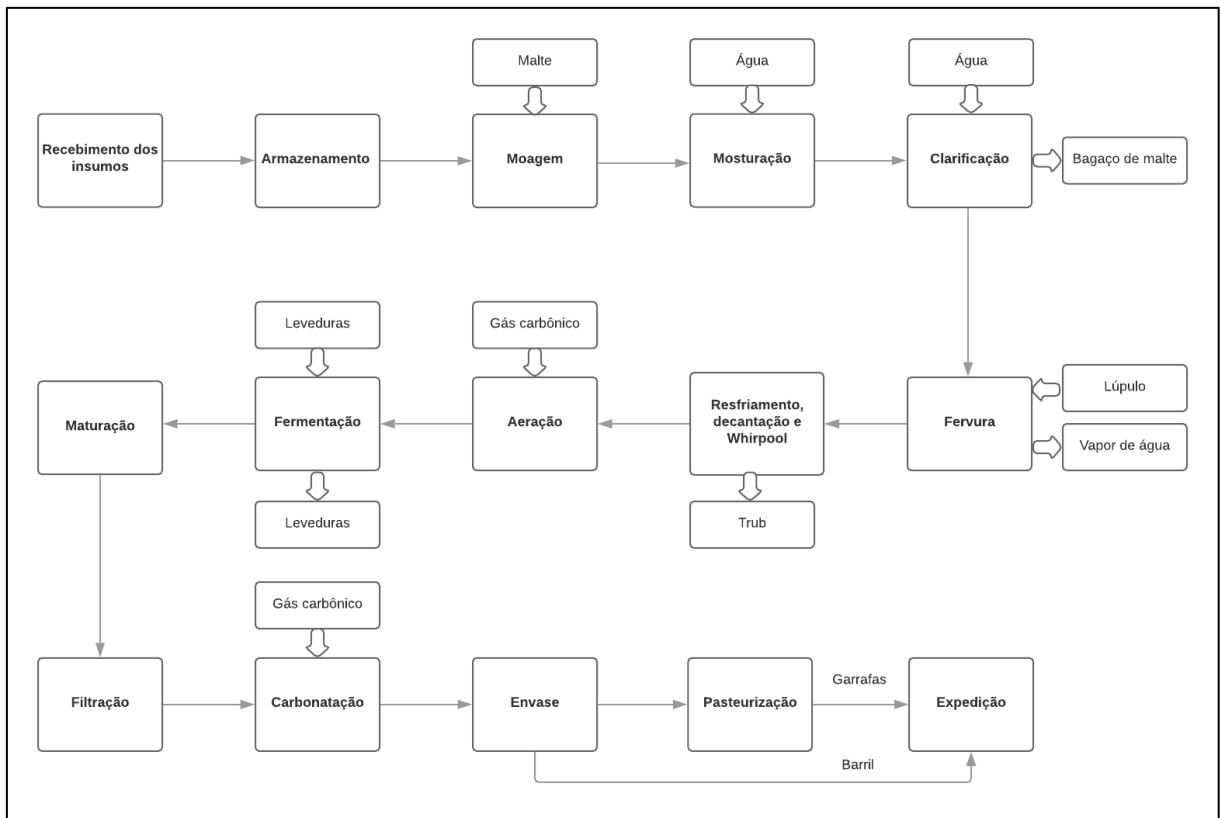 Malte
Água
Água
Recebimento dos
insumos
Armazenamento
Moagem
Mosturação
Clarificação
Bagaço de malte
Leveduras
Gás carbônico
Lúpulo
Maturação
Fermentação
Aeração
Resfriamento,
decantação e
Whirpool
Fervura
Vapor de água
Leveduras
Trub
Gás carbônico
Filtração
Carbonatação
Envase
Pasteurização
Garrafas
Expedição
Barril